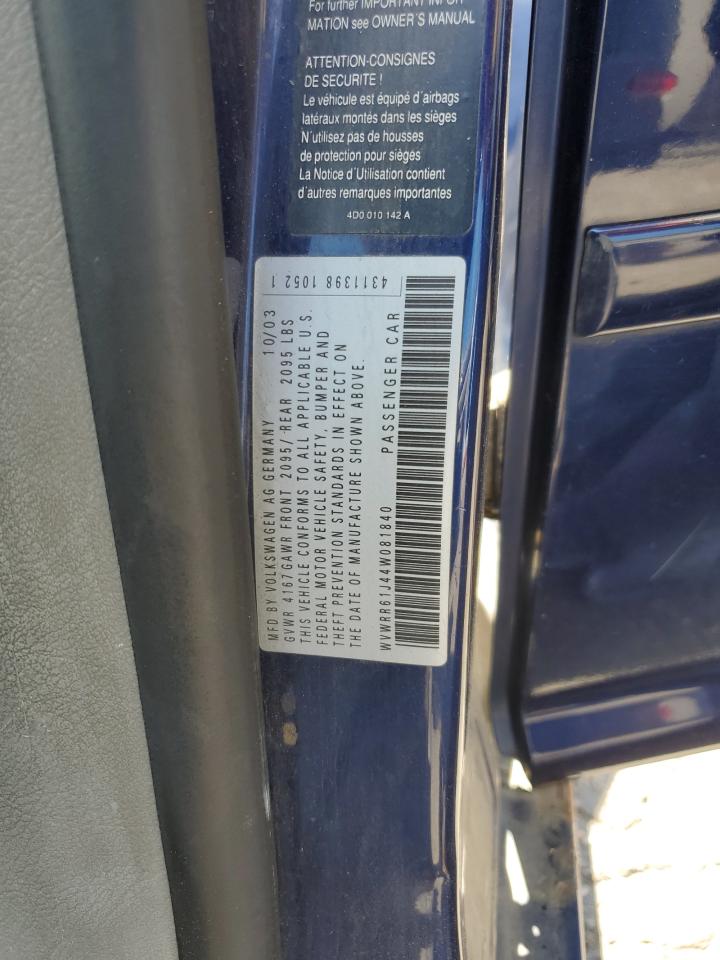 For further IMPORTANT INFOR-
MATION see OWNER'S MANUAL
ATTENTION-CONSIGNES
DE SECURITE !
Le véhicule est équipé d'airbags
latéraux montés dans les sièges
N'utilisez pas de housses
de protection pour sièges
La Notice d'Utilisation contient
d'autres remarques importantes
4D0 010 142 A
4311398 1052 1
MFD BY VOLKSWAGEN AG GERMANY 10/03
GVWR 4167 GAWR FRONT 2095/ REAR 2095 LBS
THIS VEHICLE CONFORMS TO ALL APPLICABLE U.S.
FEDERAL MOTOR VEHICLE SAFETY, BUMPER AND
THEFT PREVENTION STANDARDS IN EFFECT ON
THE DATE OF MANUFACTURE SHOWN ABOVE.
WVWRR61J44W081840 PASSENGER CAR